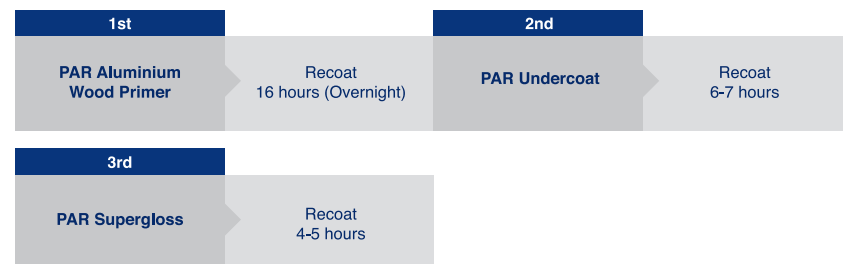 1st
PAR Aluminium
Wood Primer
Recoat
16 hours (Overnight)
2nd
PAR Undercoat
Recoat
6-7 hours
3rd
PAR Supergloss
Recoat
4-5 hours